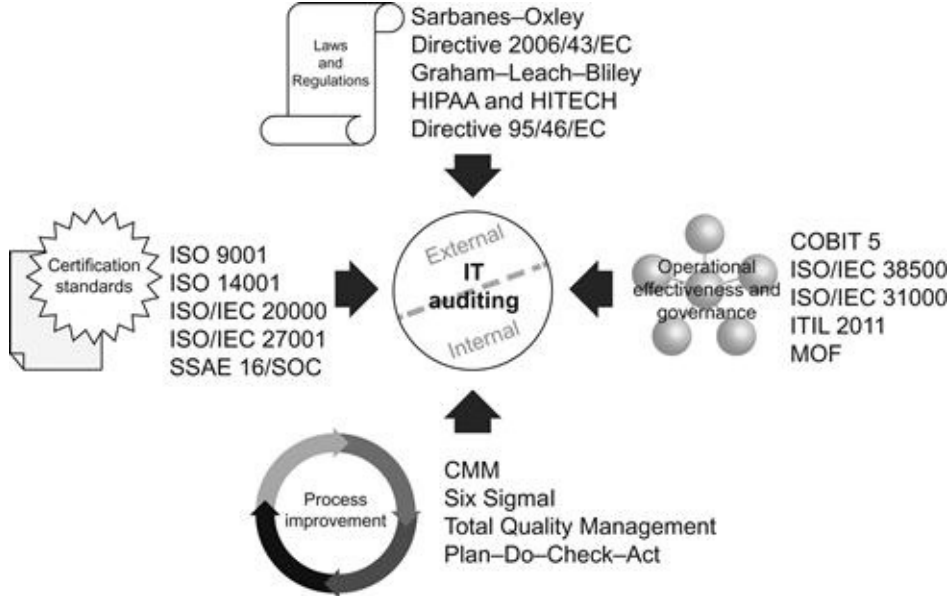 Laws
and
Regulations
Sarbanes–Oxley
Directive 2006/43/EC
Graham–Leach–Bliley
HIPAA and HITECH
Directive 95/46/EC
Certification
standards
ISO 9001
ISO 14001
ISO/IEC 20000
ISO/IEC 27001
SSAE 16/SOC
External
IT
auditing
Internal
Operational
effectiveness and
governance
COBIT 5
ISO/IEC 38500
ISO/IEC 31000
ITIL 2011
MOF
Process
improvement
CMM
Six Sigmal
Total Quality Management
Plan–Do–Check–Act